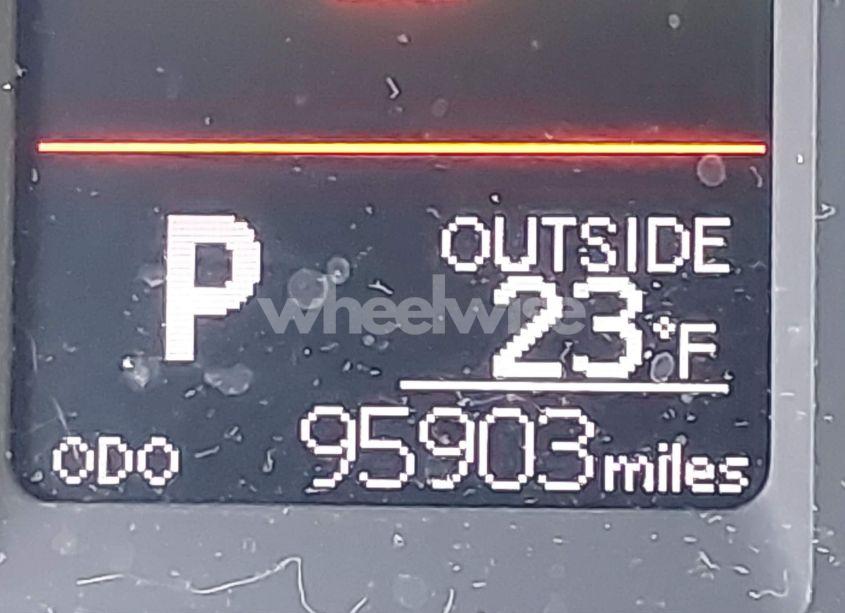 P
OUTSIDE
23°F
ODO 95903 miles
wheelwise